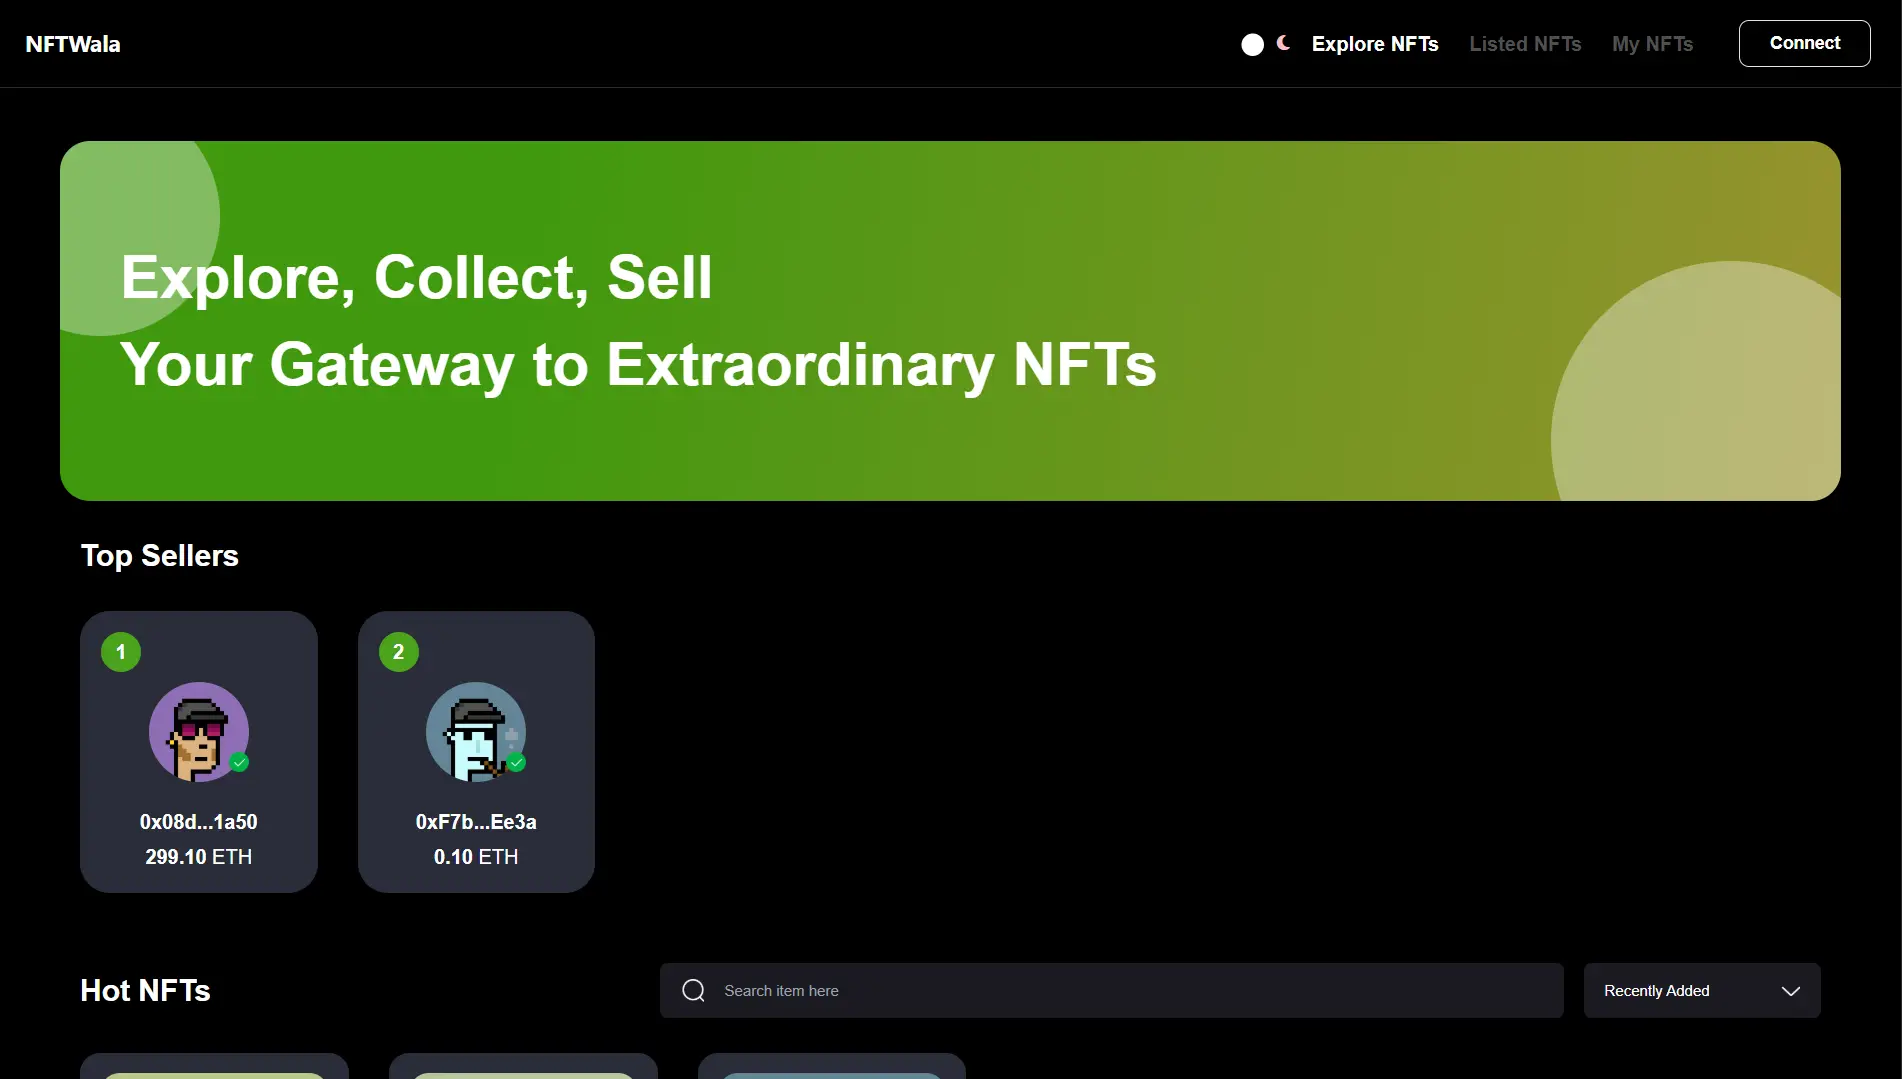 NFTWala
Explore NFTs
Listed NFTs
My NFTs
Connect
Explore, Collect, Sell
Your Gateway to Extraordinary NFTs
Top Sellers
1
0x08d...1a50
299.10 ETH
2
0xF7b...Ee3a
0.10 ETH
Hot NFTs
Search item here
Recently Added